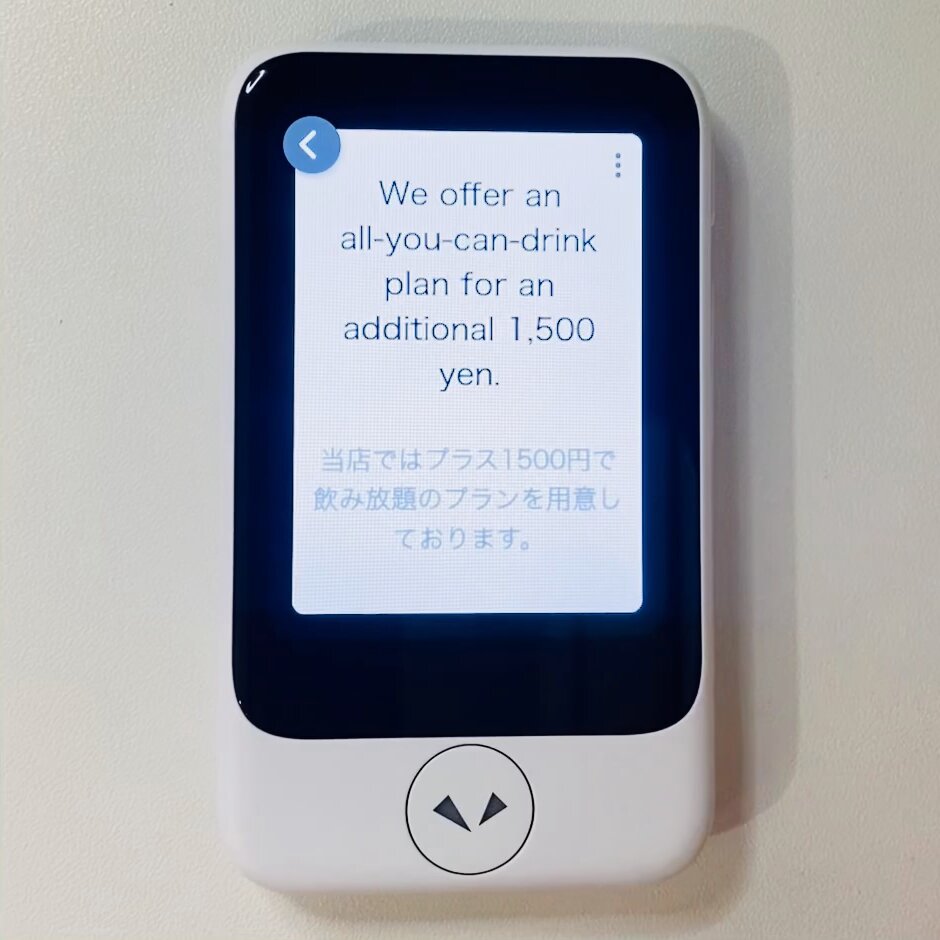 We offer an
all-you-can-drink
plan for an
additional 1,500
yen.
当店ではプラス1500円で
飲み放題のプランを用意し
ております。